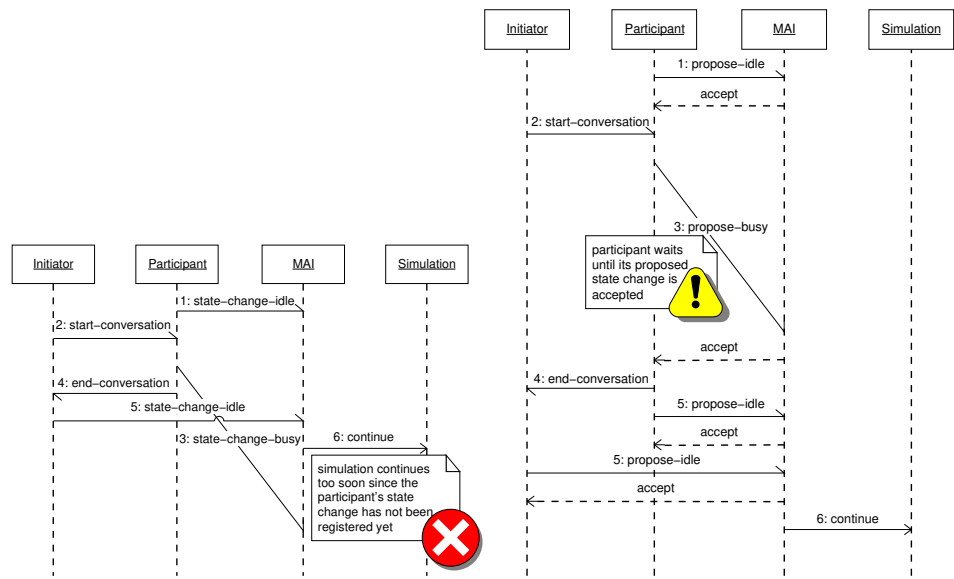 Initiator
Participant
MAI
Simulation
1: state−change−idle
2: start−conversation
4: end−conversation
5: state−change−idle
3: state−change−busy
6: continue
simulation continues
too soon since the
participant's state
change has not been
registered yet
Initiator
Participant
MAI
Simulation
1: propose−idle
accept
2: start−conversation
3: propose−busy
participant waits
until its proposed
state change is
accepted
accept
4: end−conversation
5: propose−idle
accept
5: propose−idle
accept
6: continue